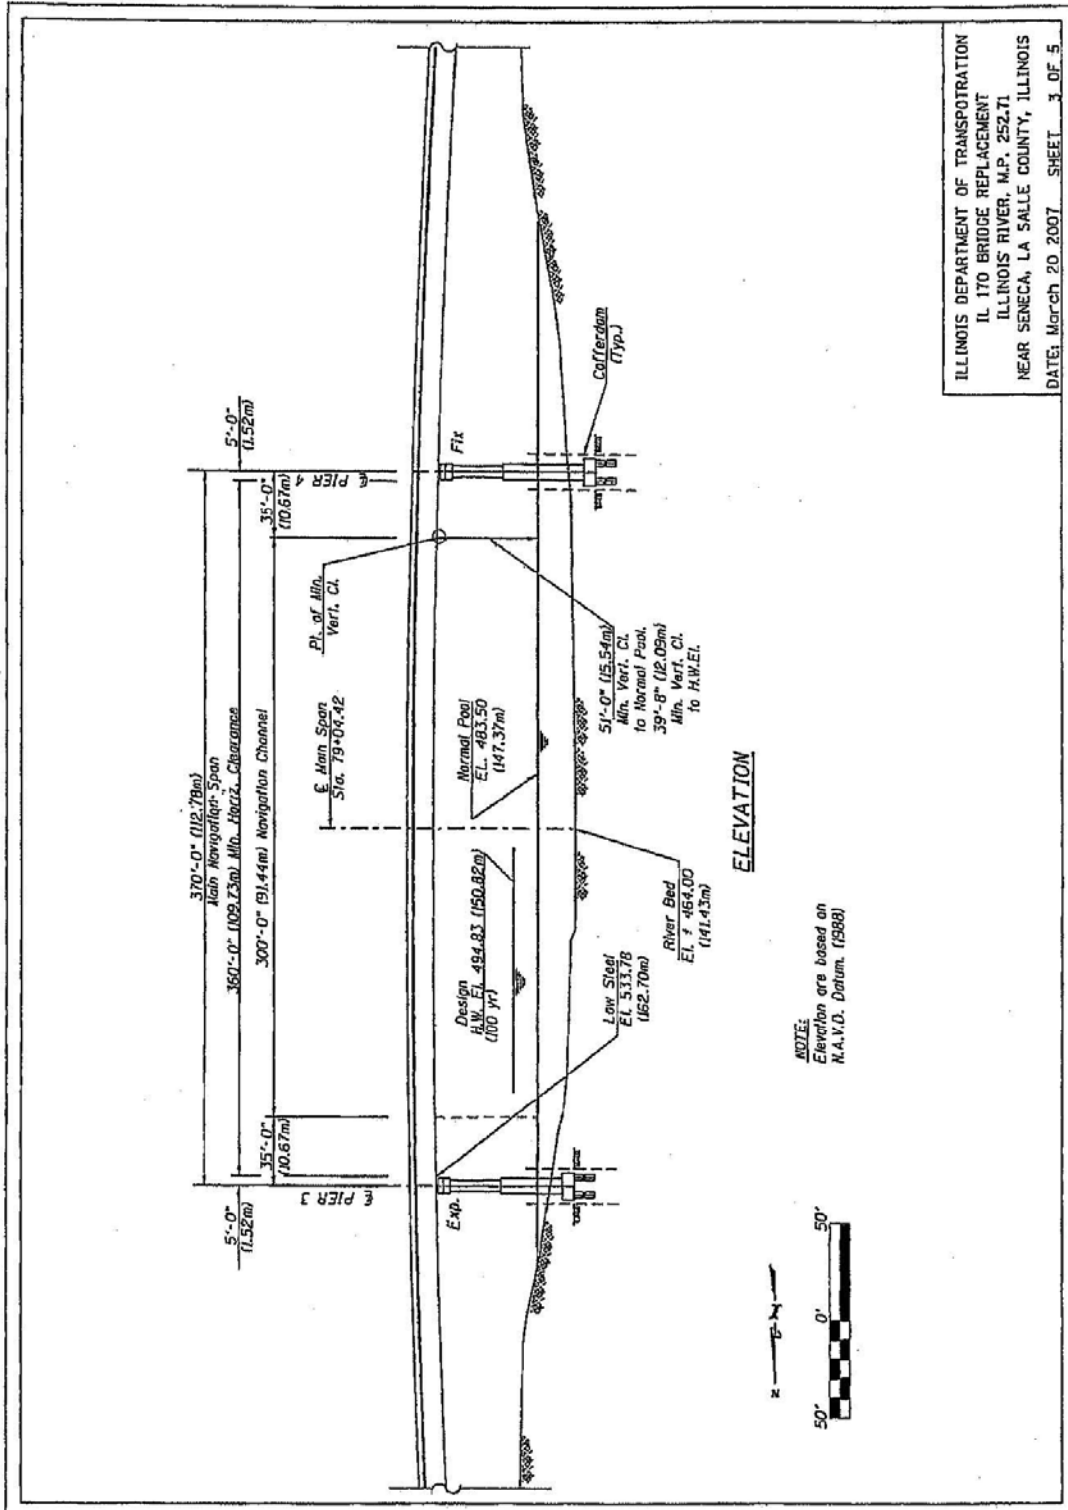 370'-0" (112.78m)
Main Navigation Span
360'-0" (109.73m) Min. Horiz. Clearance
300'-0" (91.44m) Navigation Channel
5'-0"
(1.52m)
35'-0"
(10.67m)
℄ PIER 3
35'-0"
(10.67m)
℄ PIER 4
5'-0"
(1.52m)
℄ Main Span
Sta. 79+04.42
Pt. of Min.
Vert. Cl.
Exp.
Fix
Design
H.W. El. 494.83 (150.82m)
(100 yr)
Normal Pool
EL. 483.50
(147.37m)
Low Steel
El. 533.78
(162.70m)
River Bed
El. ± 464.00
(141.43m)
51'-0" (15.54m)
Min. Vert. Cl.
to Normal Pool.
39'-8" (12.09m)
Min. Vert. Cl.
to H.W.El.
Cofferdam
(Typ.)
ELEVATION
NOTE:
Elevation are based on
N.A.V.D. Datum. (1988)
N
50' 0' 50'
ILLINOIS DEPARTMENT OF TRANSPOTRATION
IL 170 BRIDGE REPLACEMENT
ILLINOIS RIVER, M.P. 252.71
NEAR SENECA, LA SALLE COUNTY, ILLINOIS
DATE: March 20 2007 SHEET 3 OF 5